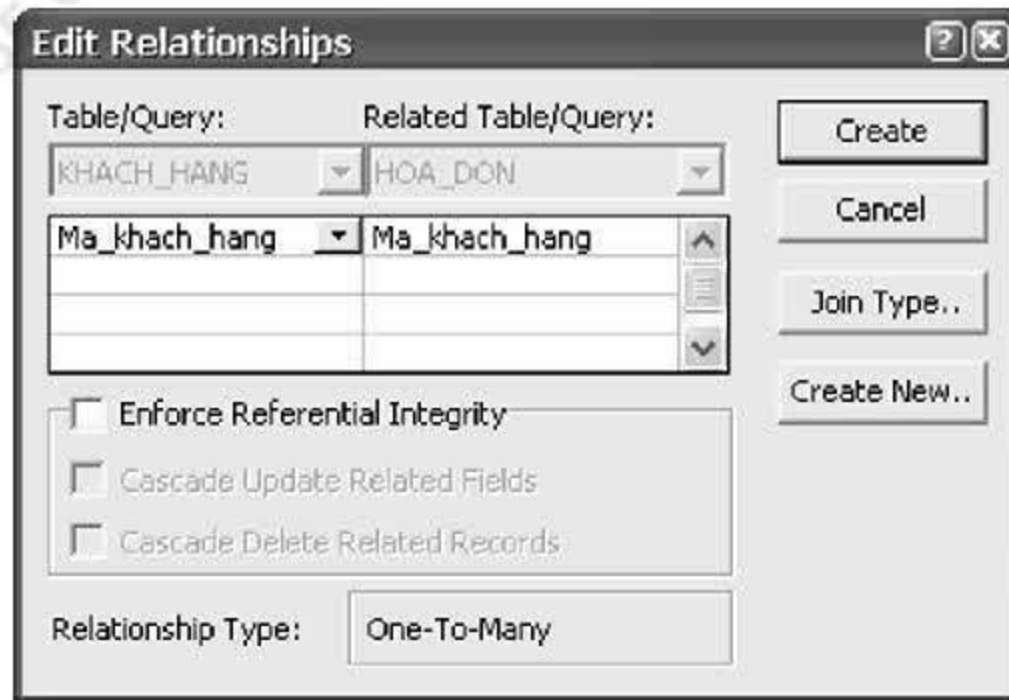 Edit Relationships
Table/Query: Related Table/Query:
KHACH_HANG HOA_DON
Ma_khach_hang Ma_khach_hang
Enforce Referential Integrity
Cascade Update Related Fields
Cascade Delete Related Records
Relationship Type: One-To-Many
Create
Cancel
Join Type..
Create New..